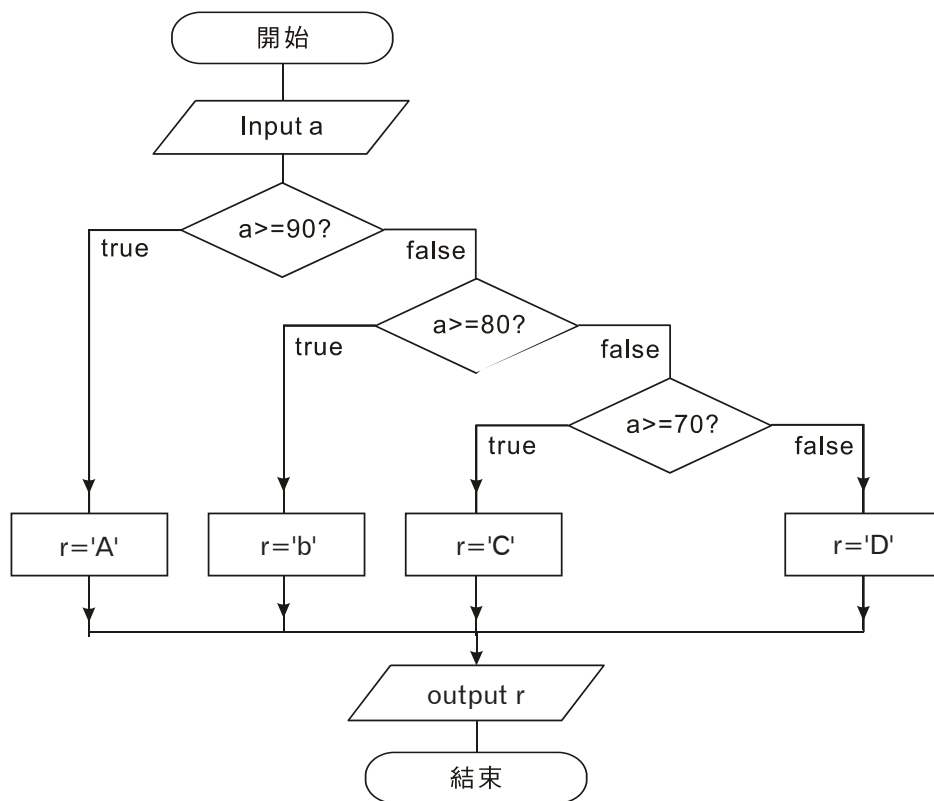 開始
Input a
a>=90?
true
false
a>=80?
true
false
a>=70?
true
false
r='A'
r='b'
r='C'
r='D'
output r
結束